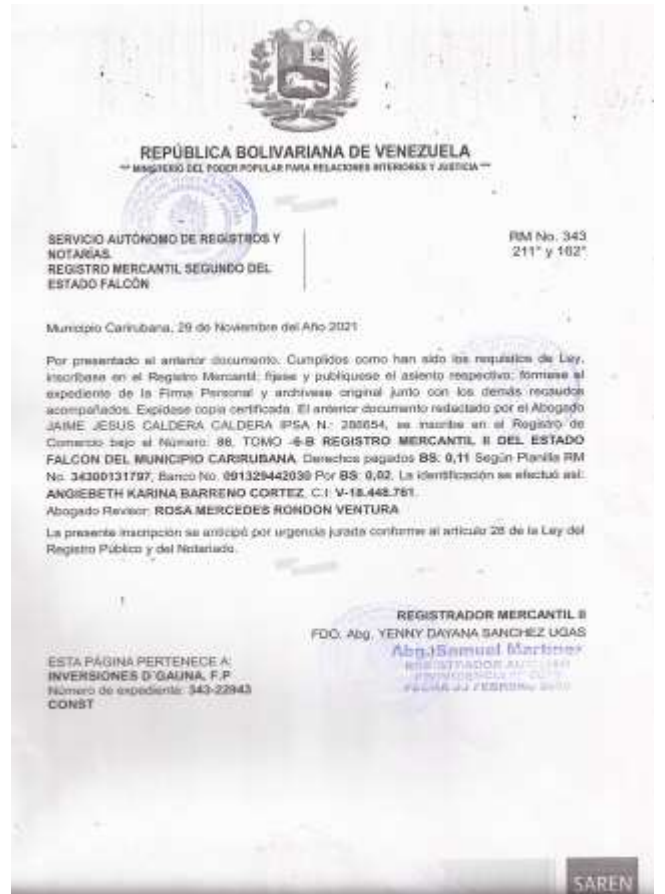 REPÚBLICA BOLIVARIANA DE VENEZUELA
*** MINISTERIO DEL PODER POPULAR PARA RELACIONES INTERIORES Y JUSTICIA ***
SERVICIO AUTÓNOMO DE REGISTROS Y
NOTARÍAS.
REGISTRO MERCANTIL SEGUNDO DEL
ESTADO FALCÓN
RM No. 343
211° y 162°
Municipio Carirubana, 29 de Noviembre del Año 2021
Por presentado el anterior documento. Cumplidos como han sido los requisitos de Ley,
inscríbase en el Registro Mercantil; fíjese y publíquese el asiento respectivo; fórmese el
expediente de la Firma Personal y archívese original junto con los demás recaudos
acompañados. Expídase copia certificada. El anterior documento redactado por el Abogado
JAIME JESUS CALDERA CALDERA IPSA N.: 286654, se inscribe en el Registro de
Comercio bajo el Número: 86, TOMO -6-B REGISTRO MERCANTIL II DEL ESTADO
FALCON DEL MUNICIPIO CARIRUBANA. Derechos pagados BS: 0,11 Según Planilla RM
No. 34300131797, Banco No. 091329442030 Por BS: 0,02. La identificación se efectuó así:
ANGIEBETH KARINA BARRENO CORTEZ, C.I: V-18.448.761.
Abogado Revisor: ROSA MERCEDES RONDON VENTURA
La presente inscripción se anticipó por urgencia jurada conforme al artículo 28 de la Ley del
Registro Público y del Notariado.
REGISTRADOR MERCANTIL II
FDO. Abg. YENNY DAYANA SANCHEZ UGAS
Abg. Samuel Martinez
REGISTRADOR AUXILIAR
ESTA PÁGINA PERTENECE A:
INVERSIONES D´GAUNA, F.P
Número de expediente: 343-22943
CONST
SAREN